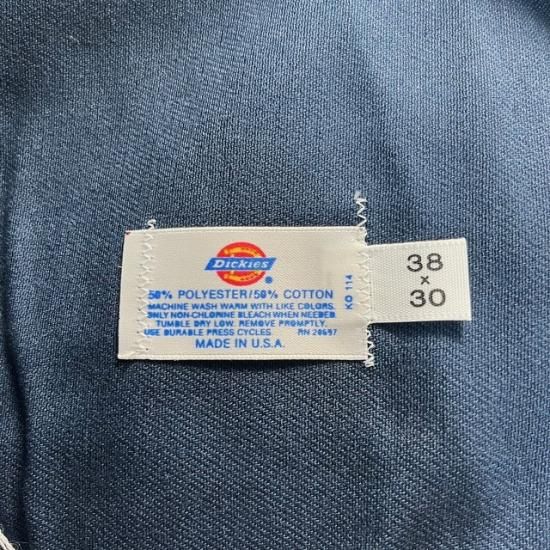 Dickies
®
50% POLYESTER/50% COTTON
MACHINE WASH WARM WITH LIKE COLORS.
ONLY NON-CHLORINE BLEACH WHEN NEEDED.
TUMBLE DRY LOW. REMOVE PROMPTLY.
USE DURABLE PRESS CYCLES. RN 20697
MADE IN U.S.A.
KO 114
38
×
30